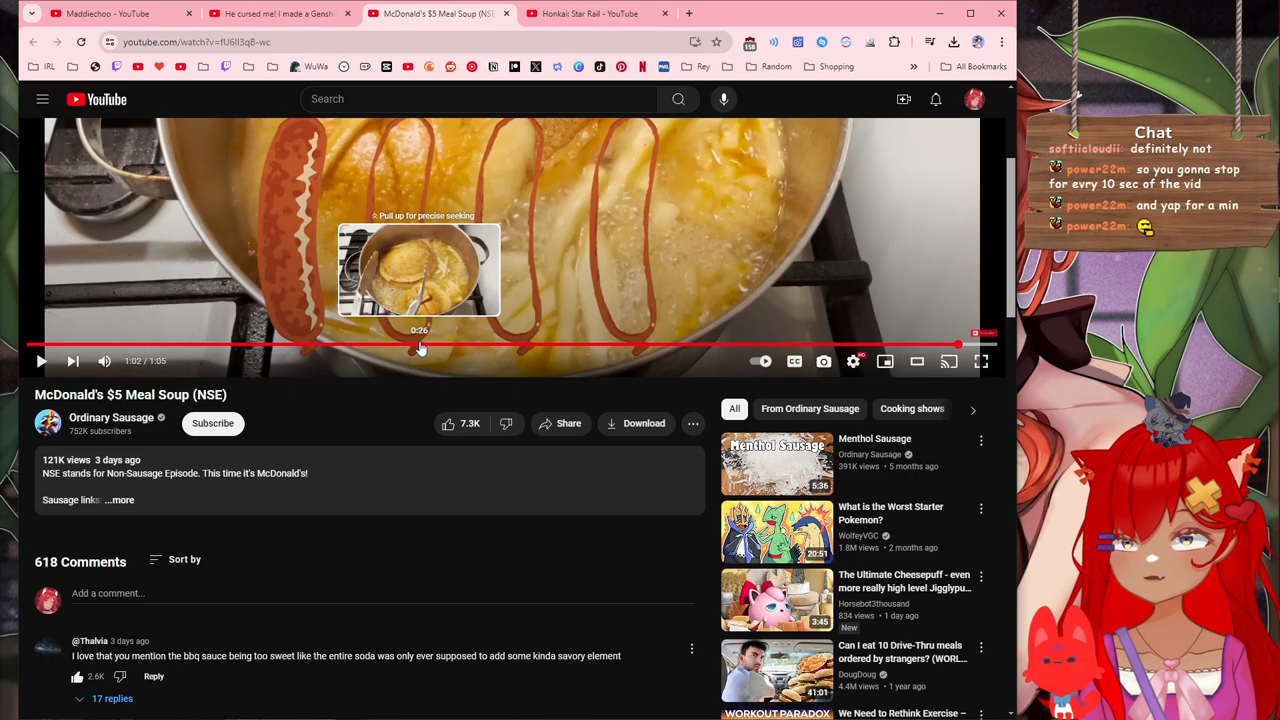 Maddiechoo - YouTube
He cursed me! I made a Gensh
McDonald's $5 Meal Soup (NSE
Honkai: Star Rail - YouTube
youtube.com/watch?v=fU6II3qB-wc
158
IRL
WuWa
Rey
Random
Shopping
All Bookmarks
YouTube
Search
Pull up for precise seeking
0:26
1:02 / 1:05
McDonald's $5 Meal Soup (NSE)
Ordinary Sausage
752K subscribers
Subscribe
7.3K
Share
Download
121K views 3 days ago
NSE stands for Non-Sausage Episode. This time it's McDonald's!
Sausage links: ...more
618 Comments
Sort by
Add a comment...
@Thalvia 3 days ago
I love that you mention the bbq sauce being too sweet like the entire soda was only ever supposed to add some kinda savory element
2.6K
Reply
17 replies
All
From Ordinary Sausage
Cooking shows
Menthol Sausage
5:36
Menthol Sausage
Ordinary Sausage
391K views • 5 months ago
20:51
What is the Worst Starter
Pokemon?
WolfeyVGC
1.8M views • 2 months ago
3:45
The Ultimate Cheesepuff - even
more really high level Jigglypu...
Horsebot3thousand
834 views • 1 day ago
New
41:01
Can I eat 10 Drive-Thru meals
ordered by strangers? (WORL...
DougDoug
4.4M views • 1 year ago
WORKOUT PARADOX
We Need to Rethink Exercise –
Chat
softiicloudii: definitely not
power22m: so you gonna stop
for evry 10 sec of the vid
power22m: and yap for a min
power22m: